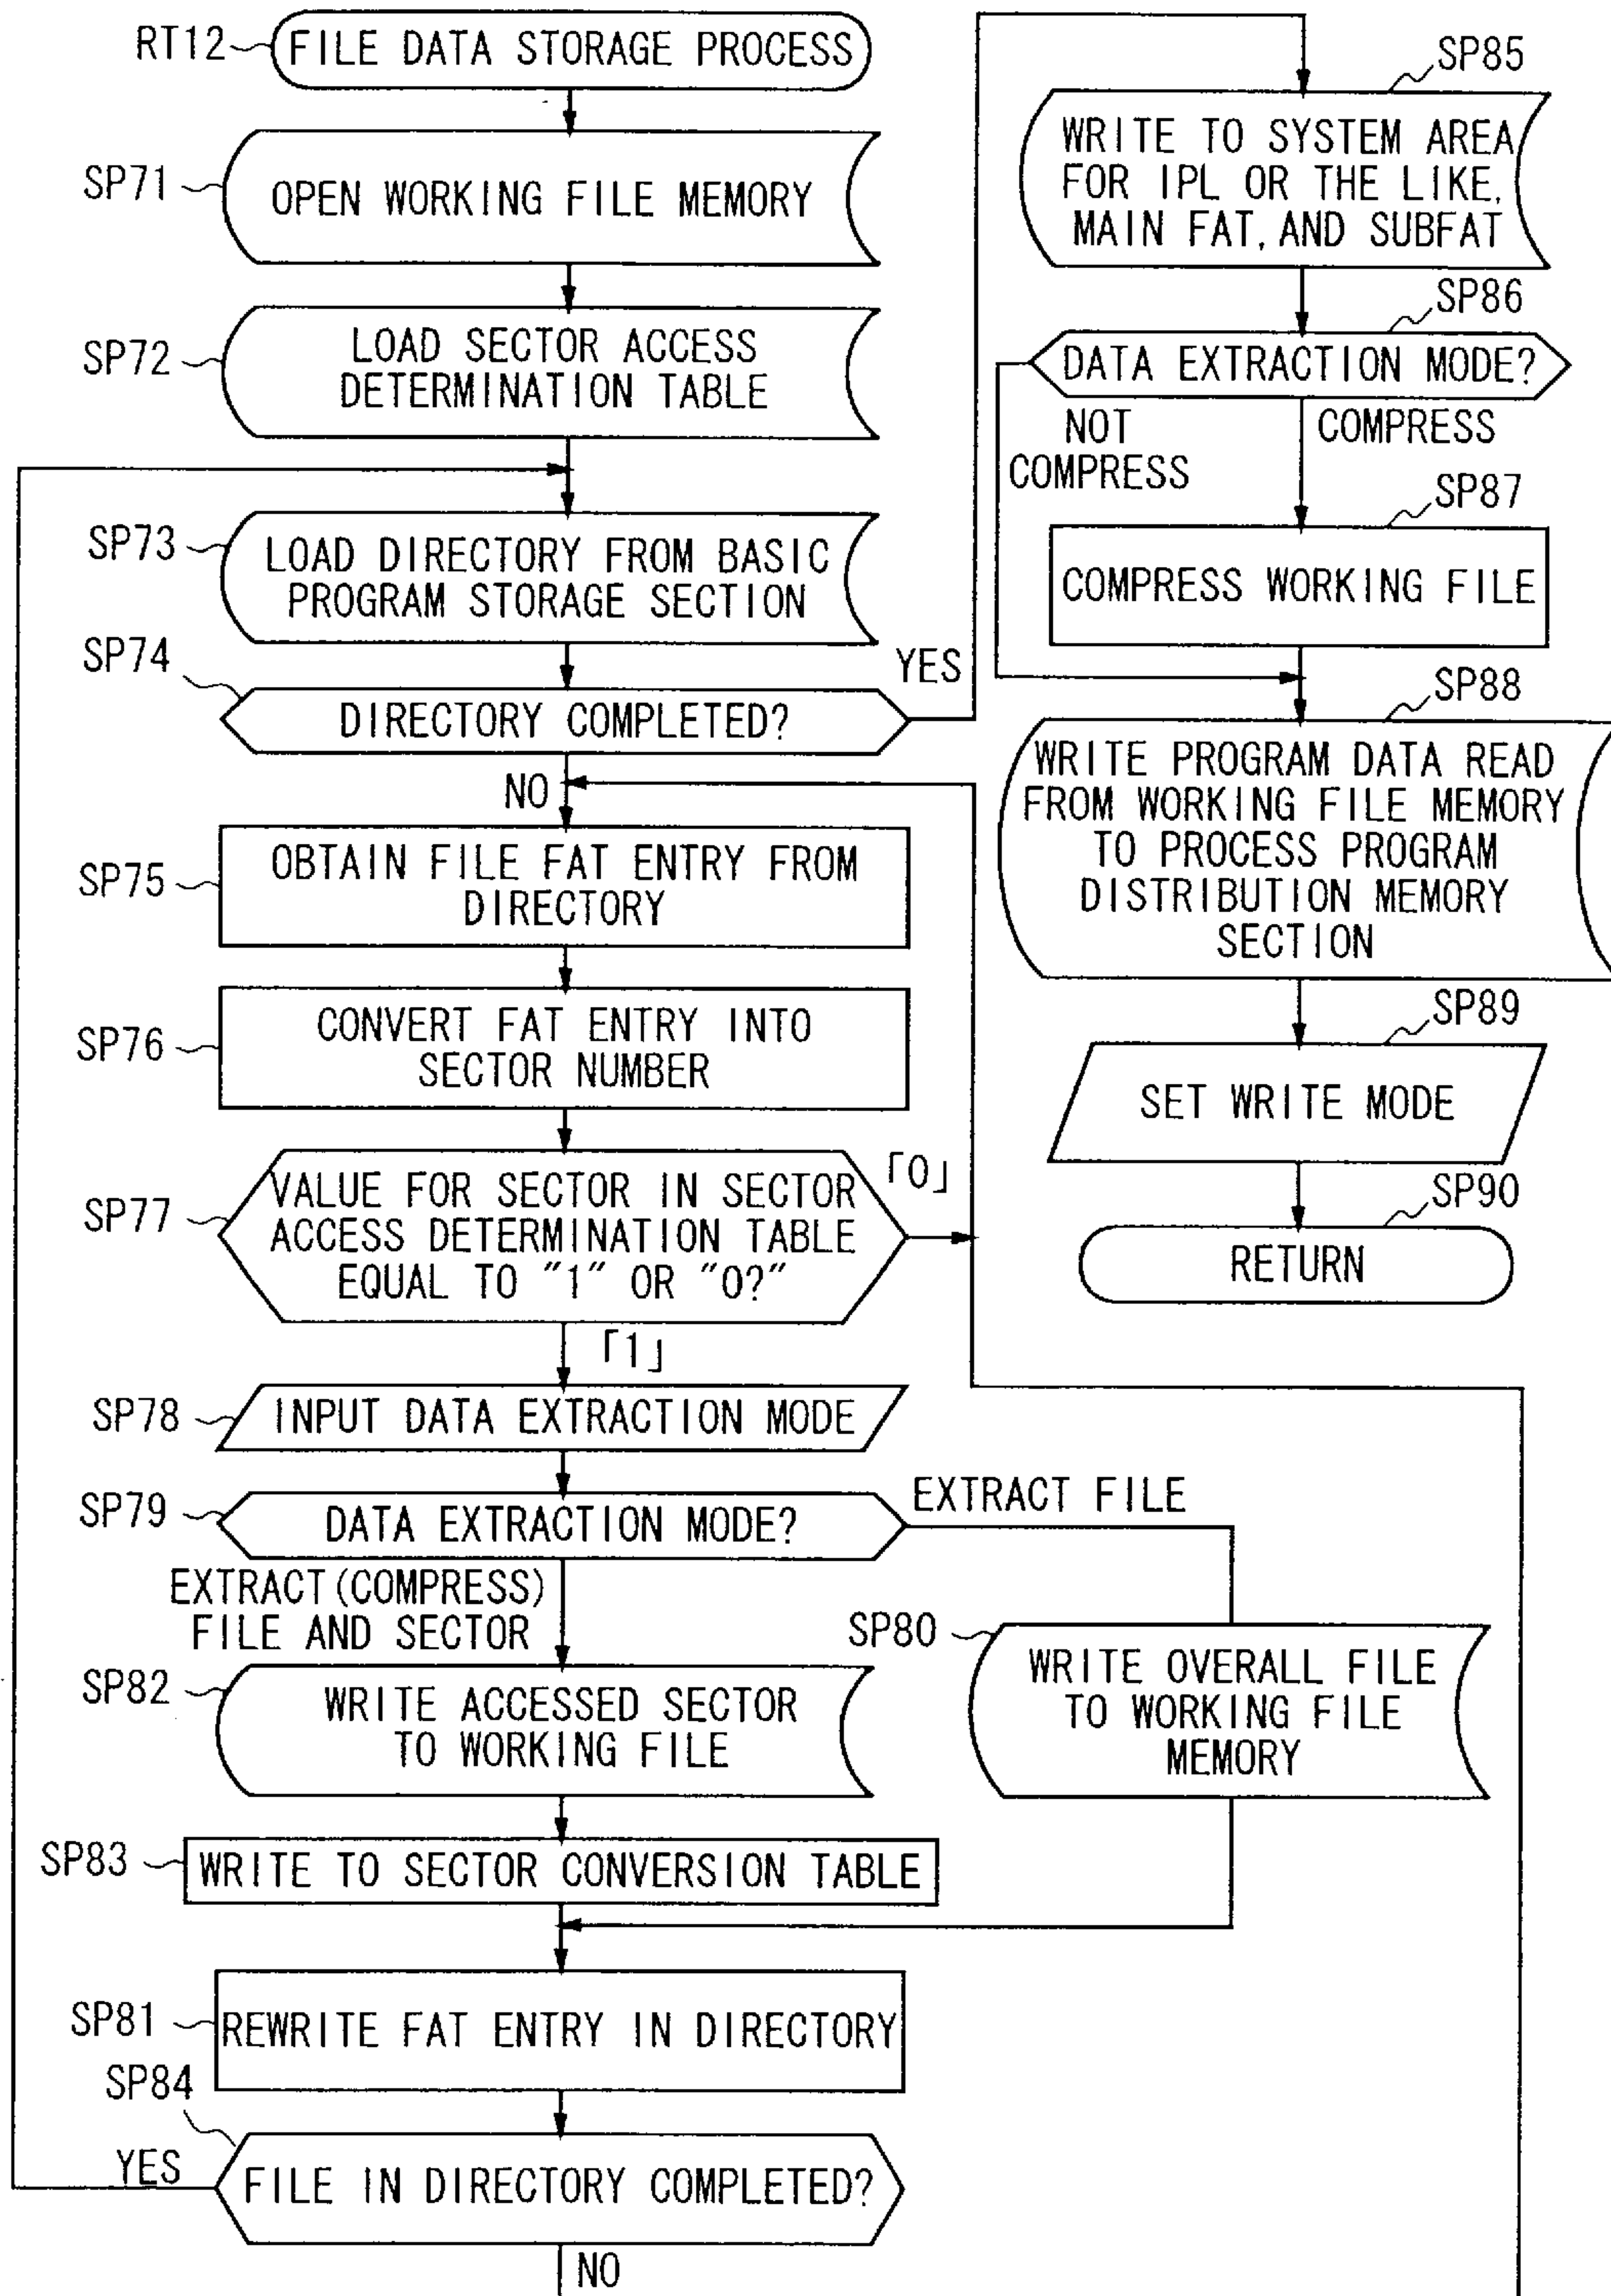 RT12
FILE DATA STORAGE PROCESS
SP71
OPEN WORKING FILE MEMORY
SP72
LOAD SECTOR ACCESS
DETERMINATION TABLE
SP73
LOAD DIRECTORY FROM BASIC
PROGRAM STORAGE SECTION
SP74
DIRECTORY COMPLETED?
YES
NO
SP75
OBTAIN FILE FAT ENTRY FROM
DIRECTORY
SP76
CONVERT FAT ENTRY INTO
SECTOR NUMBER
SP77
VALUE FOR SECTOR IN SECTOR
ACCESS DETERMINATION TABLE
EQUAL TO "1" OR "0?"
「0」
「1」
SP78
INPUT DATA EXTRACTION MODE
SP79
DATA EXTRACTION MODE?
EXTRACT FILE
EXTRACT(COMPRESS)
FILE AND SECTOR
SP80
WRITE OVERALL FILE
TO WORKING FILE
MEMORY
SP82
WRITE ACCESSED SECTOR
TO WORKING FILE
SP83
WRITE TO SECTOR CONVERSION TABLE
SP81
REWRITE FAT ENTRY IN DIRECTORY
SP84
FILE IN DIRECTORY COMPLETED?
YES
NO
SP85
WRITE TO SYSTEM AREA
FOR IPL OR THE LIKE,
MAIN FAT, AND SUBFAT
SP86
DATA EXTRACTION MODE?
NOT
COMPRESS
COMPRESS
SP87
COMPRESS WORKING FILE
SP88
WRITE PROGRAM DATA READ
FROM WORKING FILE MEMORY
TO PROCESS PROGRAM
DISTRIBUTION MEMORY
SECTION
SP89
SET WRITE MODE
SP90
RETURN